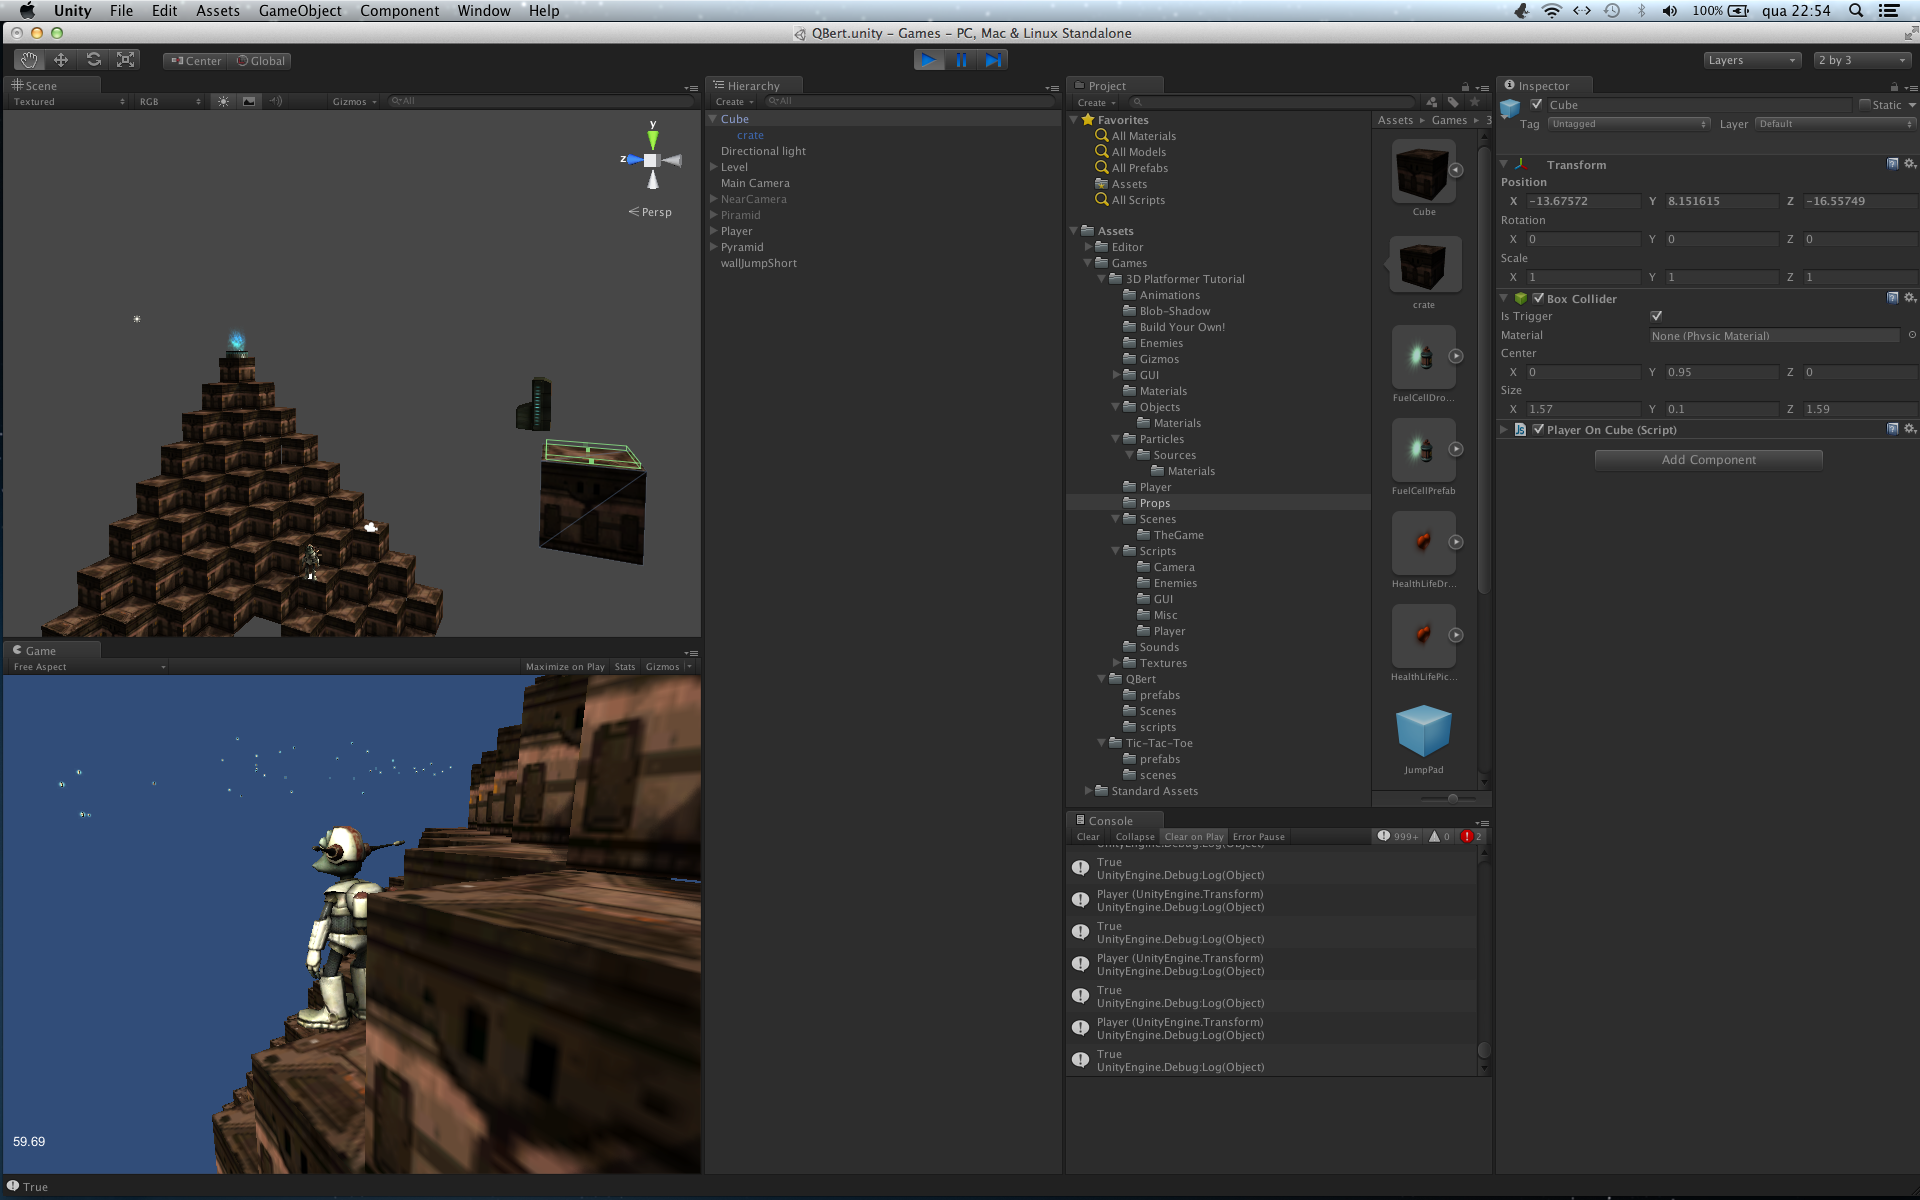 Unity File Edit Assets GameObject Component Window Help
100% qua 22:54
QBert.unity – Games – PC, Mac & Linux Standalone
Center Global
Layers 2 by 3
Scene
Textured RGB Gizmos All
y
z
Persp
Game
Free Aspect Maximize on Play Stats Gizmos
59.69
True
Hierarchy
Create All
Cube
crate
Directional light
Level
Main Camera
NearCamera
Piramid
Player
Pyramid
wallJumpShort
Project
Create
Favorites
All Materials
All Models
All Prefabs
Assets
All Scripts
Assets
Editor
Games
3D Platformer Tutorial
Animations
Blob-Shadow
Build Your Own!
Enemies
Gizmos
GUI
Materials
Objects
Materials
Particles
Sources
Materials
Player
Props
Scenes
TheGame
Scripts
Camera
Enemies
GUI
Misc
Player
Sounds
Textures
QBert
prefabs
Scenes
scripts
Tic-Tac-Toe
prefabs
scenes
Standard Assets
Assets Games 3
Cube
crate
FuelCellDro...
FuelCellPrefab
HealthLifeDr...
HealthLifePic...
JumpPad
Console
Clear Collapse Clear on Play Error Pause 999+ 0 2
UnityEngine.Debug:Log(Object)
True
UnityEngine.Debug:Log(Object)
Player (UnityEngine.Transform)
UnityEngine.Debug:Log(Object)
True
UnityEngine.Debug:Log(Object)
Player (UnityEngine.Transform)
UnityEngine.Debug:Log(Object)
True
UnityEngine.Debug:Log(Object)
Player (UnityEngine.Transform)
UnityEngine.Debug:Log(Object)
True
UnityEngine.Debug:Log(Object)
Inspector
Cube Static
Tag Untagged Layer Default
Transform
Position
X -13.67572 Y 8.151615 Z -16.55749
Rotation
X 0 Y 0 Z 0
Scale
X 1 Y 1 Z 1
Box Collider
Is Trigger
Material None (Physic Material)
Center
X 0 Y 0.95 Z 0
Size
X 1.57 Y 0.1 Z 1.59
Player On Cube (Script)
Add Component